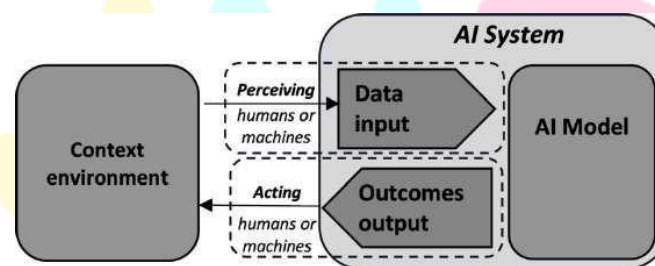 AI System
Perceiving
humans or
machines
Data
input
AI Model
Context
environment
Acting
humans or
machines
Outcomes
output